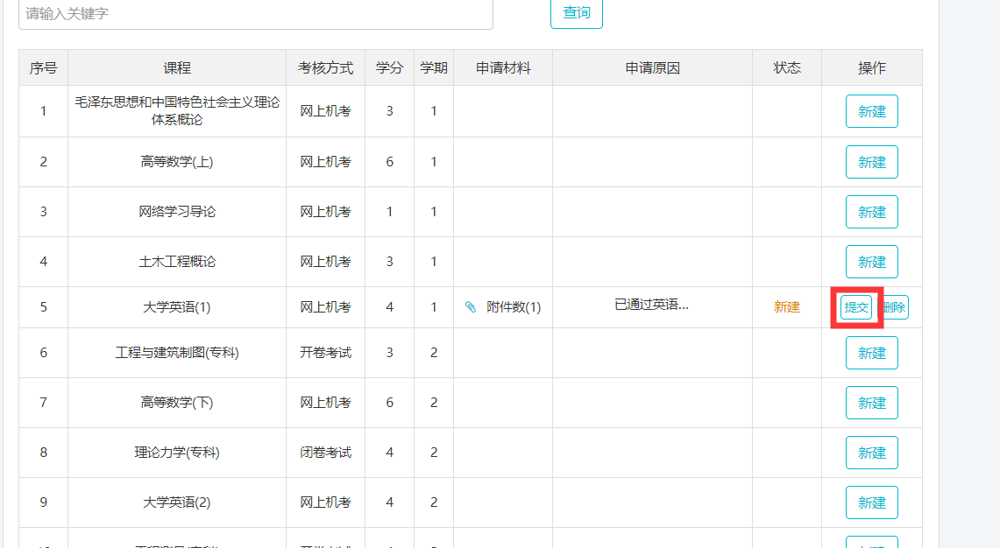 请输入关键字
查询
序号 课程 考核方式 学分 学期 申请材料 申请原因 状态 操作
1 毛泽东思想和中国特色社会主义理论体系概论 网上机考 3 1 新建
2 高等数学(上) 网上机考 6 1 新建
3 网络学习导论 网上机考 1 1 新建
4 土木工程概论 网上机考 3 1 新建
5 大学英语(1) 网上机考 4 1 附件数(1) 已通过英语... 新建 提交 删除
6 工程与建筑制图(专科) 开卷考试 3 2 新建
7 高等数学(下) 网上机考 6 2 新建
8 理论力学(专科) 闭卷考试 4 2 新建
9 大学英语(2) 网上机考 4 2 新建